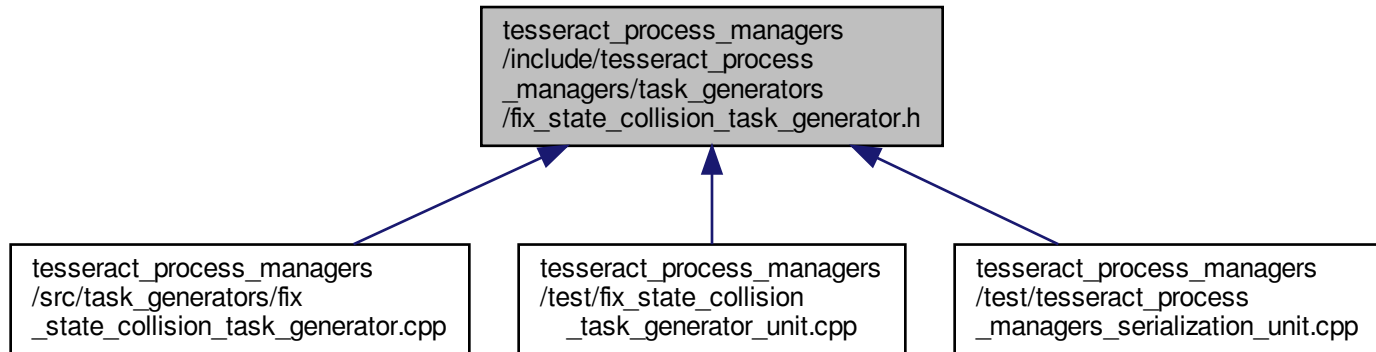 tesseract_process_managers
/include/tesseract_process
_managers/task_generators
/fix_state_collision_task_generator.h
tesseract_process_managers
/src/task_generators/fix
_state_collision_task_generator.cpp
tesseract_process_managers
/test/fix_state_collision
_task_generator_unit.cpp
tesseract_process_managers
/test/tesseract_process
_managers_serialization_unit.cpp